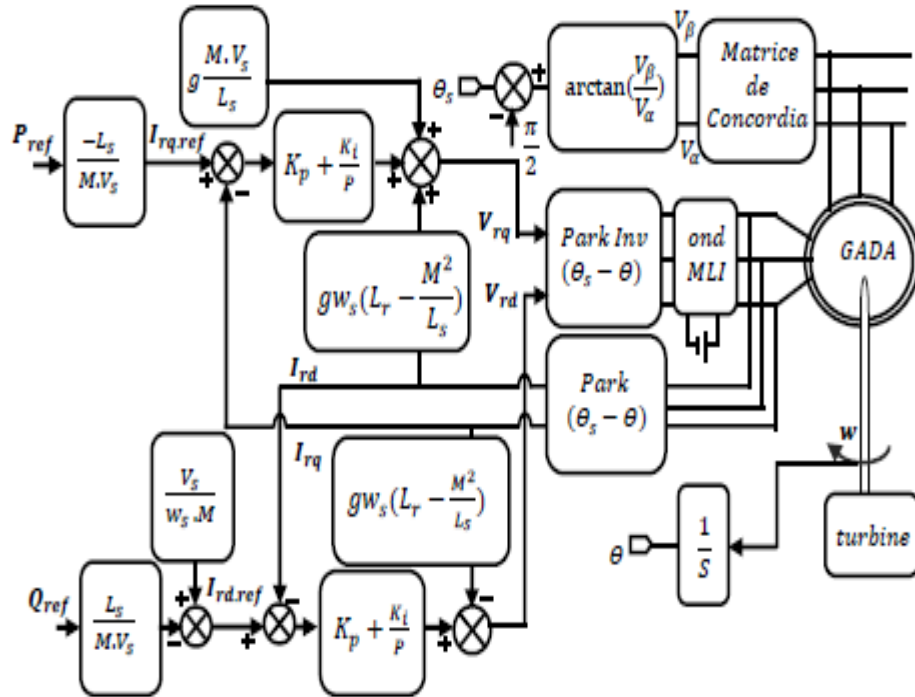 g M.V_s / L_s
θ_s
π/2
arctan(V_β/V_α)
V_β
V_α
Matrice
de
Concordia
P_ref
-L_s / M.V_s
I_rq.ref
K_p + K_i/P
V_rq
Park Inv
(θ_s − θ)
ond
MLI
GADA
gw_s(L_r − M²/L_s)
V_rd
I_rd
Park
(θ_s − θ)
I_rq
gw_s(L_r − M²/L_s)
w
V_s / w_s.M
θ
1/S
turbine
Q_ref
L_s / M.V_s
I_rd.ref
K_p + K_i/P